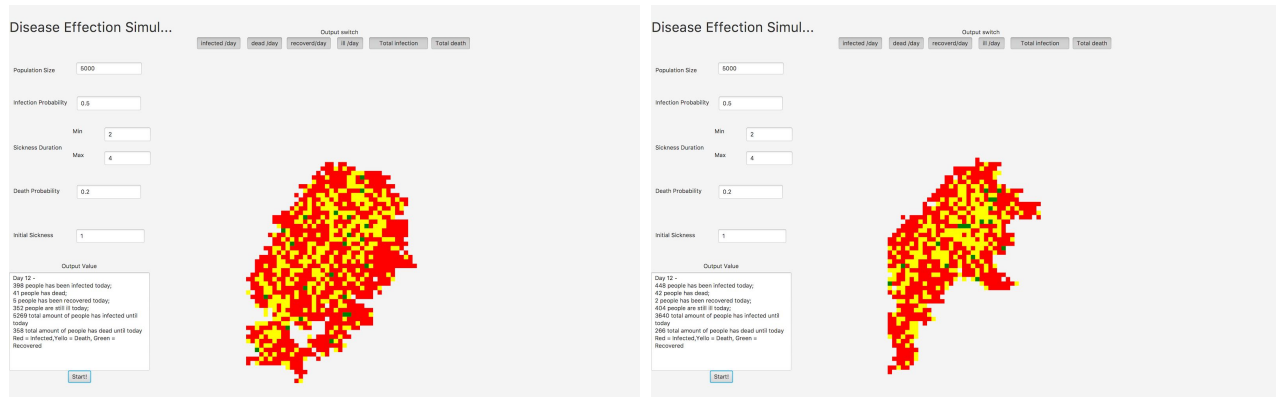 Disease Effection Simul...
Output switch
infected /day dead /day recoverd/day ill /day Total infection Total death
Population Size 5000
Infection Probability 0.5
Min 2
Sickness Duration
Max 4
Death Probability 0.2
Initial Sickness 1
Output Value
Day 12 -
398 people has been infected today;
41 people has dead;
5 people has been recovered today;
352 people are still ill today;
5269 total amount of people has infected until
today
358 total amount of people has dead until today
Red = Infected,Yello = Death, Green =
Recovered
Start!
Disease Effection Simul...
Output switch
infected /day dead /day recoverd/day ill /day Total infection Total death
Population Size 5000
Infection Probability 0.5
Min 2
Sickness Duration
Max 4
Death Probability 0.2
Initial Sickness 1
Output Value
Day 12 -
448 people has been infected today;
42 people has dead;
2 people has been recovered today;
404 people are still ill today;
3640 total amount of people has infected until
today
266 total amount of people has dead until today
Red = Infected,Yello = Death, Green =
Recovered
Start!